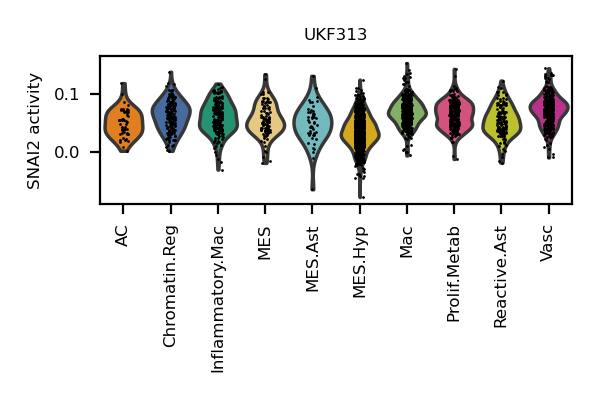 UKF313
SNAI2 activity
0.1
0.0
AC
Chromatin.Reg
Inflammatory.Mac
MES
MES.Ast
MES.Hyp
Mac
Prolif.Metab
Reactive.Ast
Vasc